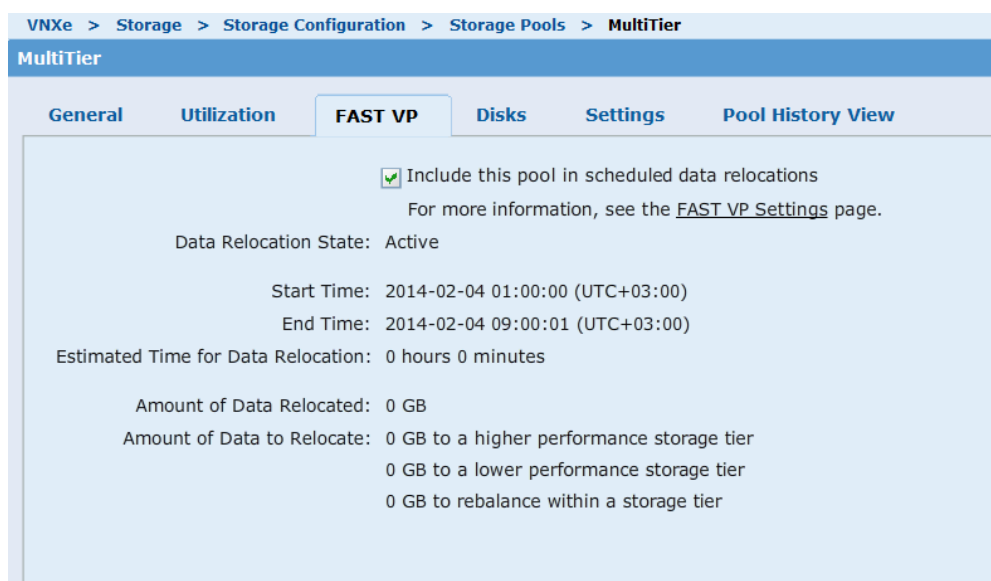 VNXe > Storage > Storage Configuration > Storage Pools > MultiTier
MultiTier
General Utilization FAST VP Disks Settings Pool History View
Include this pool in scheduled data relocations
For more information, see the FAST VP Settings page.
Data Relocation State: Active
Start Time: 2014-02-04 01:00:00 (UTC+03:00)
End Time: 2014-02-04 09:00:01 (UTC+03:00)
Estimated Time for Data Relocation: 0 hours 0 minutes
Amount of Data Relocated: 0 GB
Amount of Data to Relocate: 0 GB to a higher performance storage tier
0 GB to a lower performance storage tier
0 GB to rebalance within a storage tier